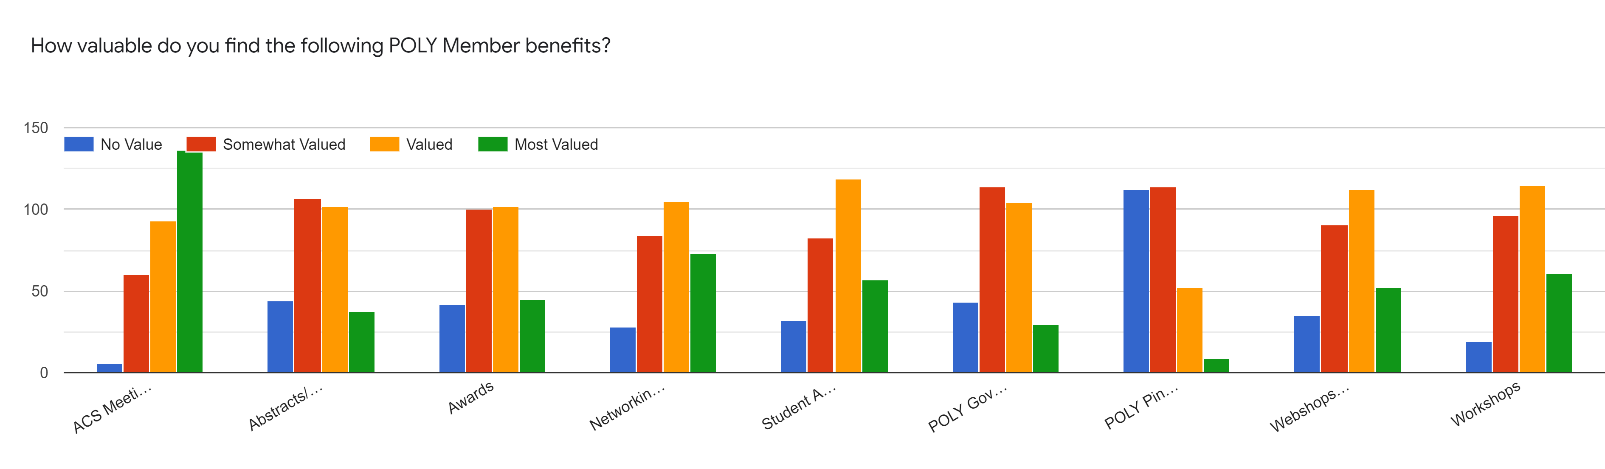 How valuable do you find the following POLY Member benefits?
150
No Value Somewhat Valued Valued Most Valued
100
50
0
ACS Meeti... Abstracts/... Awards Networkin... Student A... POLY Gov... POLY Pin... Webshops... Workshops